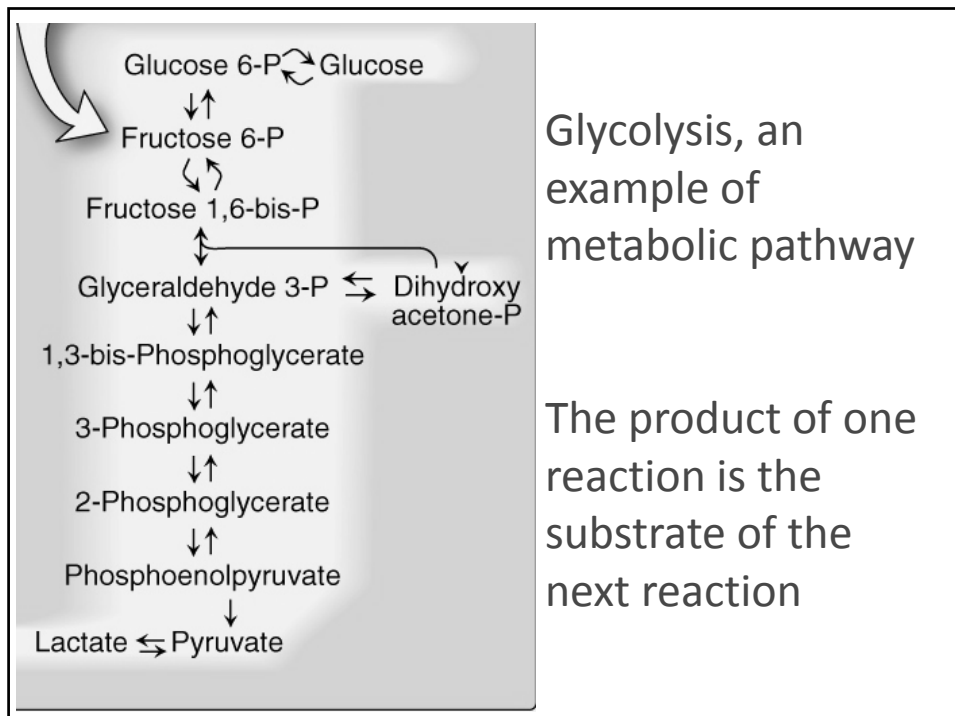 Glucose 6-P Glucose
Fructose 6-P
Fructose 1,6-bis-P
Glyceraldehyde 3-P Dihydroxy
acetone-P
1,3-bis-Phosphoglycerate
3-Phosphoglycerate
2-Phosphoglycerate
Phosphoenolpyruvate
Lactate Pyruvate
Glycolysis, an
example of
metabolic pathway
The product of one
reaction is the
substrate of the
next reaction